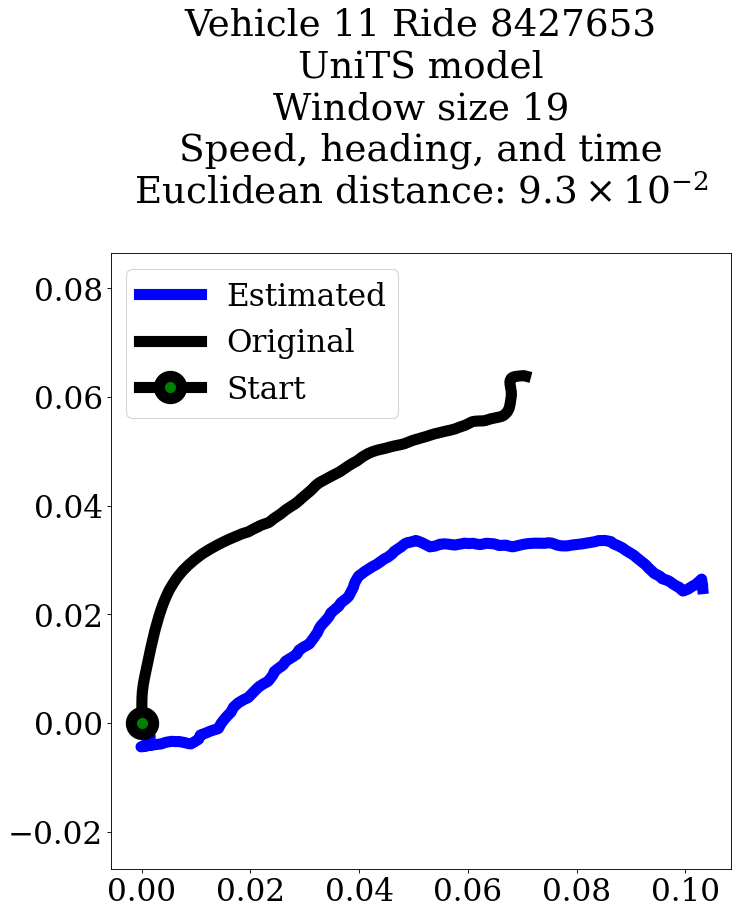 Vehicle 11 Ride 8427653
UniTS model
Window size 19
Speed, heading, and time
Euclidean distance: 9.3 × 10⁻²
Estimated
Original
Start
0.08
0.06
0.04
0.02
0.00
−0.02
0.00 0.02 0.04 0.06 0.08 0.10